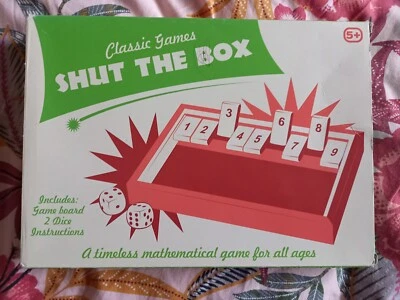 Classic Games
SHUT THE BOX
5+
1 2 3 4 5 6 7 8 9
Includes:
Game board
2 Dice
Instructions
A timeless mathematical game for all ages